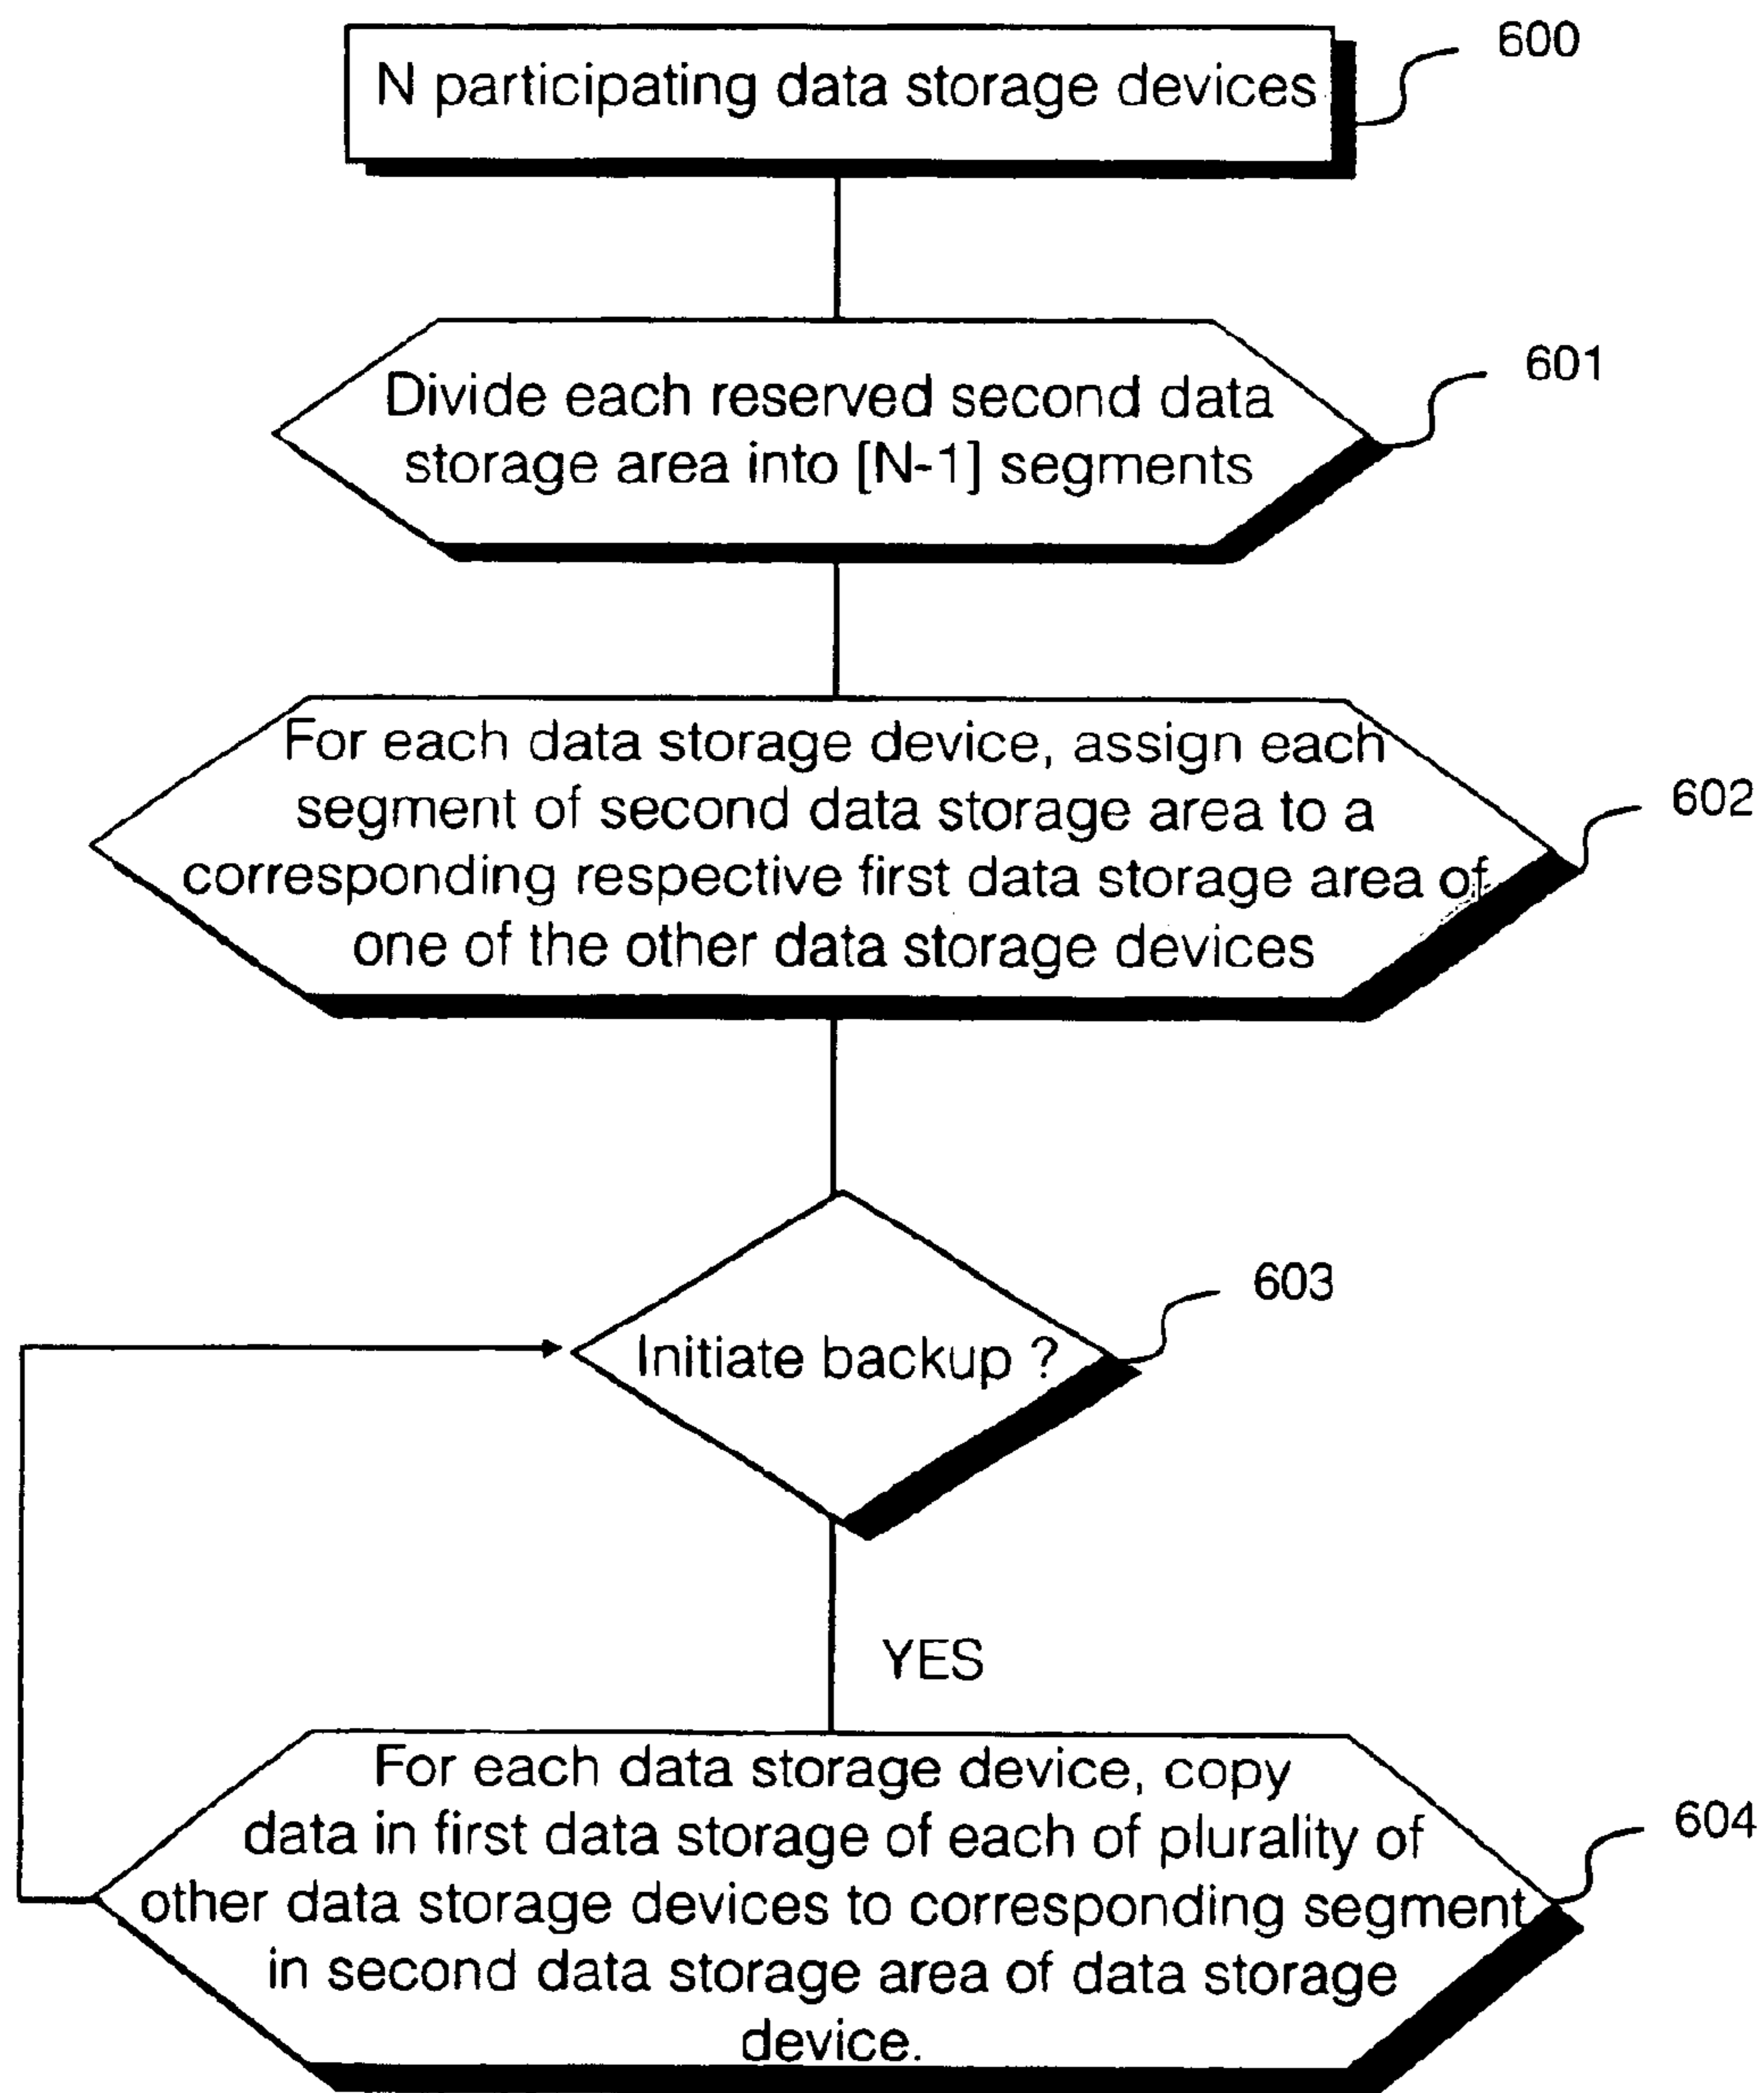 N participating data storage devices
600
Divide each reserved second data
storage area into [N-1] segments
601
For each data storage device, assign each
segment of second data storage area to a
corresponding respective first data storage area of
one of the other data storage devices
602
Initiate backup ?
603
YES
For each data storage device, copy
data in first data storage of each of plurality of
other data storage devices to corresponding segment
in second data storage area of data storage
device.
604